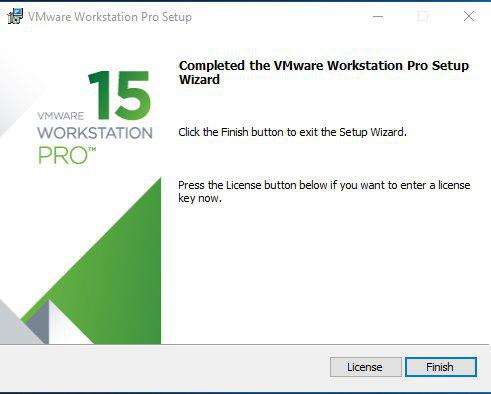 VMware Workstation Pro Setup
Completed the VMware Workstation Pro Setup
Wizard
15
VMWARE
WORKSTATION
PRO™
Click the Finish button to exit the Setup Wizard.
Press the License button below if you want to enter a license
key now.
License
Finish